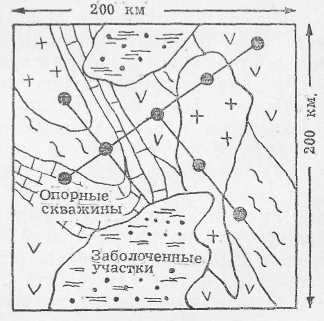 200 км
200 км.
Опорные
скважины
Заболоченные
участки